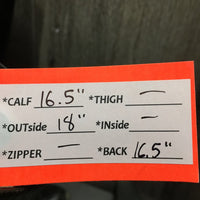 *CALF 16.5" *THIGH —
*OUTside 18" *INside —
*ZIPPER — *BACK 16.5"